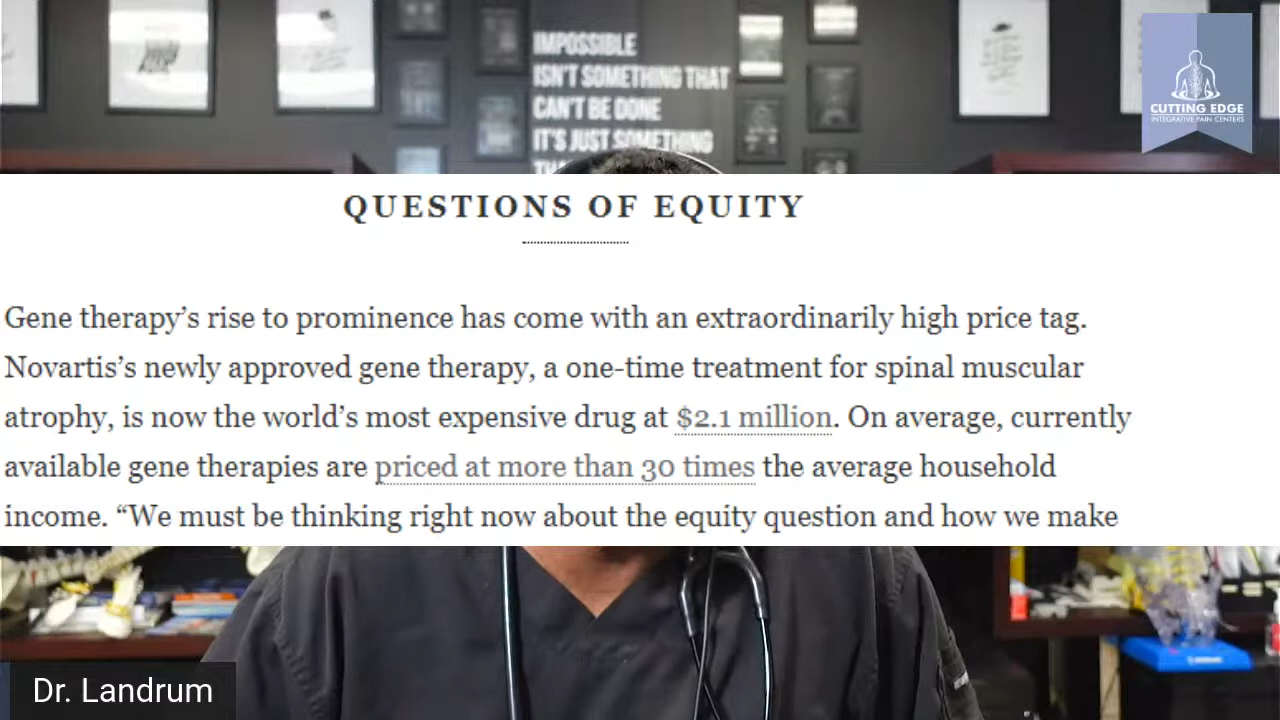 IMPOSSIBLE
ISN'T SOMETHING THAT
CAN'T BE DONE
IT'S JUST SOMETHING
CUTTING EDGE
INTEGRATIVE PAIN CENTERS
QUESTIONS OF EQUITY
Gene therapy’s rise to prominence has come with an extraordinarily high price tag.
Novartis’s newly approved gene therapy, a one-time treatment for spinal muscular
atrophy, is now the world’s most expensive drug at $2.1 million. On average, currently
available gene therapies are priced at more than 30 times the average household
income. “We must be thinking right now about the equity question and how we make
Dr. Landrum